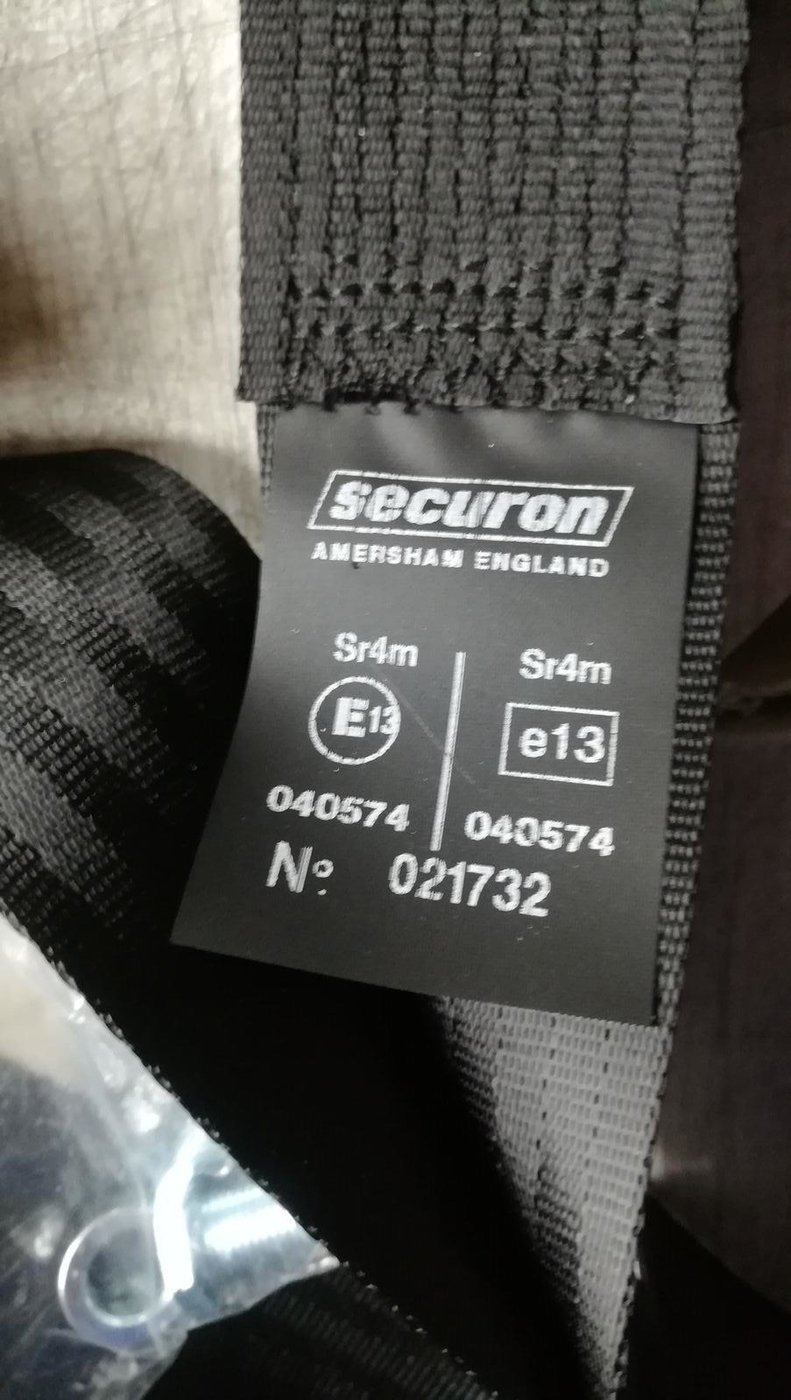 securon
AMERSHAM ENGLAND
Sr4m Sr4m
E13 e13
040574 040574
Nº 021732